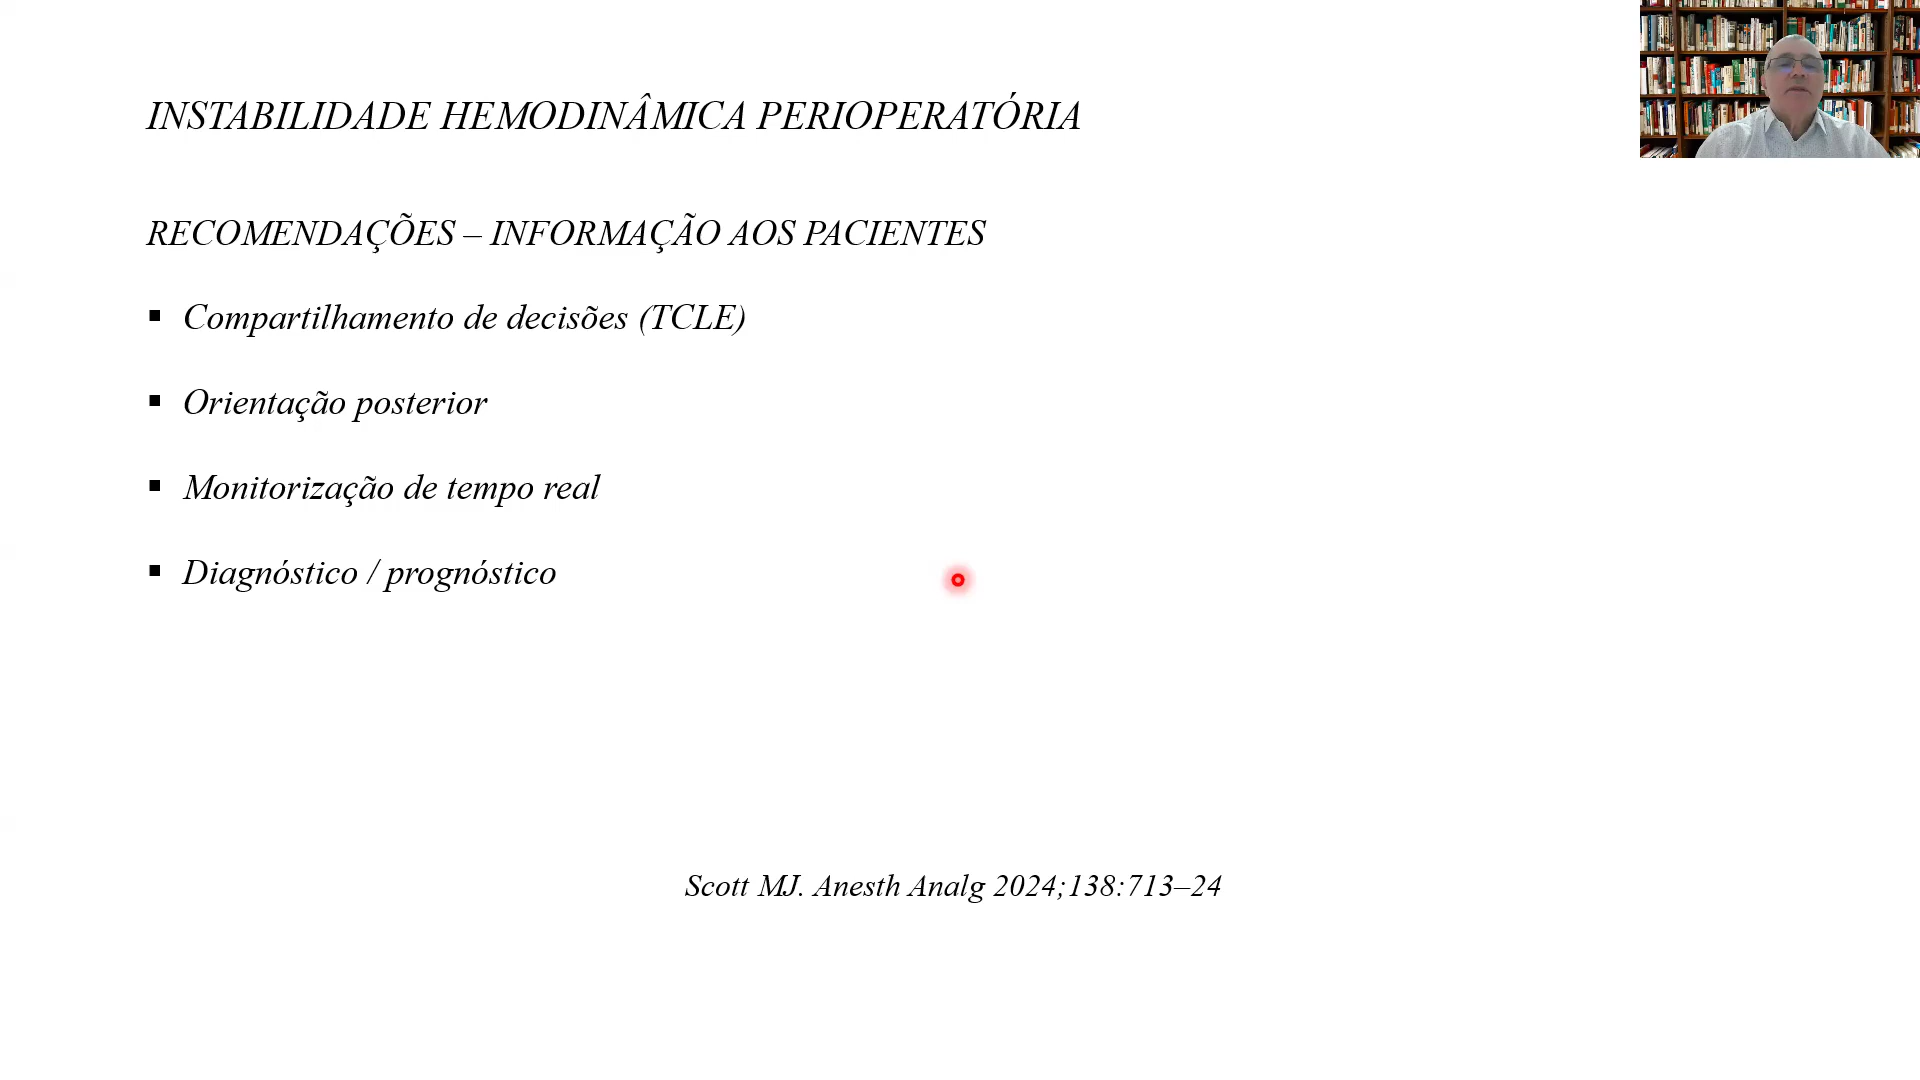 INSTABILIDADE HEMODINÂMICA PERIOPERATÓRIA
RECOMENDAÇÕES – INFORMAÇÃO AOS PACIENTES
▪ Compartilhamento de decisões (TCLE)
▪ Orientação posterior
▪ Monitorização de tempo real
▪ Diagnóstico / prognóstico
Scott MJ. Anesth Analg 2024;138:713–24